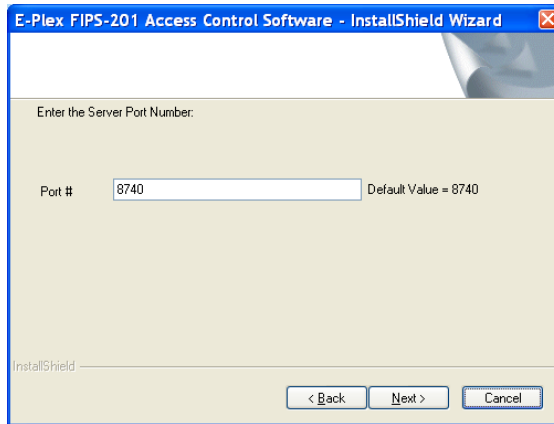 E-Plex FIPS-201 Access Control Software - InstallShield Wizard
Enter the Server Port Number:
Port # 8740 Default Value = 8740
InstallShield
< Back Next > Cancel